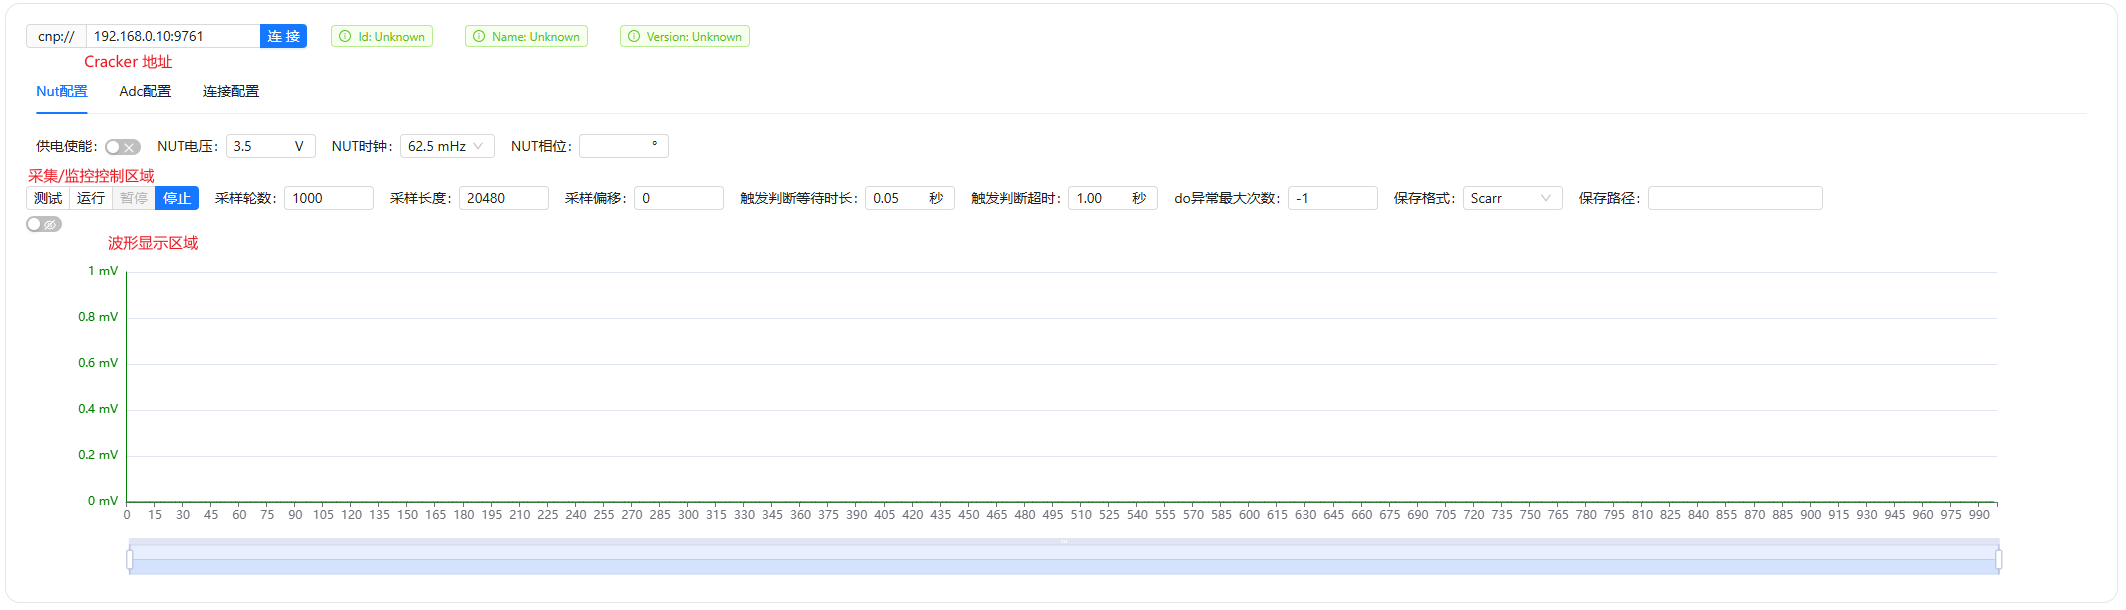 cnp:// 192.168.0.10:9761 连 接 Id: Unknown Name: Unknown Version: Unknown
Cracker 地址
Nut配置 Adc配置 连接配置
供电使能: NUT电压: 3.5 V NUT时钟: 62.5 mHz NUT相位: °
采集/监控控制区域
测试 运行 暂停 停止 采样轮数: 1000 采样长度: 20480 采样偏移: 0 触发判断等待时长: 0.05 秒 触发判断超时: 1.00 秒 do异常最大次数: -1 保存格式: Scarr 保存路径:
波形显示区域
1 mV
0.8 mV
0.6 mV
0.4 mV
0.2 mV
0 mV
0 15 30 45 60 75 90 105 120 135 150 165 180 195 210 225 240 255 270 285 300 315 330 345 360 375 390 405 420 435 450 465 480 495 510 525 540 555 570 585 600 615 630 645 660 675 690 705 720 735 750 765 780 795 810 825 840 855 870 885 900 915 930 945 960 975 990